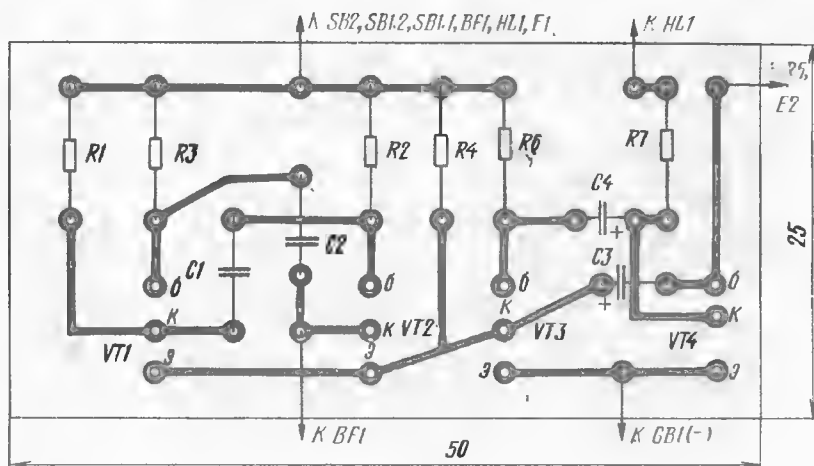 К SB2, SB1.2, SB1.1, BF1, HL1, E1
К HL1
R5,
E2
R1
R3
R2
R4
R6
R7
C4
+
25
C1
C2
C3
+
б
б
б
б
К
К
К
К
VT1
VT2
VT3
VT4
Э
Э
Э
Э
К BF1
К GB1(-)
50